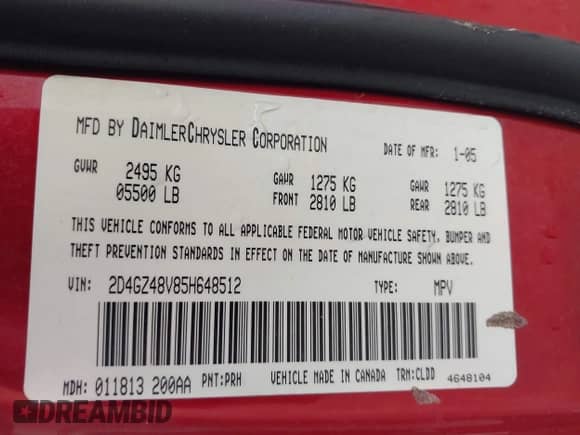 MFD BY DAIMLERCHRYSLER CORPORATION DATE OF MFR: 1-05
GVWR 2495 KG GAWR 1275 KG GAWR 1275 KG
05500 LB FRONT 2810 LB REAR 2810 LB
THIS VEHICLE CONFORMS TO ALL APPLICABLE FEDERAL MOTOR VEHICLE SAFETY, BUMPER AND
THEFT PREVENTION STANDARDS IN EFFECT ON THE DATE OF MANUFACTURE SHOWN ABOVE.
VIN: 2D4GZ48V85H648512 TYPE: MPV
MDH: 011813 200AA PNT:PRH VEHICLE MADE IN CANADA TRM:CLDD 4648104
DREAMBID